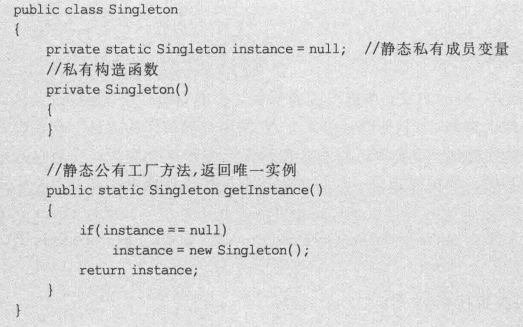 public class Singleton
{
    private static Singleton instance = null;  //静态私有成员变量
    //私有构造函数
    private Singleton()
    {
    }
    //静态公有工厂方法,返回唯一实例
    public static Singleton getInstance()
    {
        if(instance == null)
            instance = new Singleton();
        return instance;
    }
}